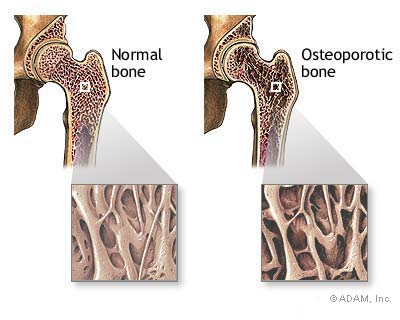 Normal
bone
Osteoporotic
bone
© ADAM, Inc.